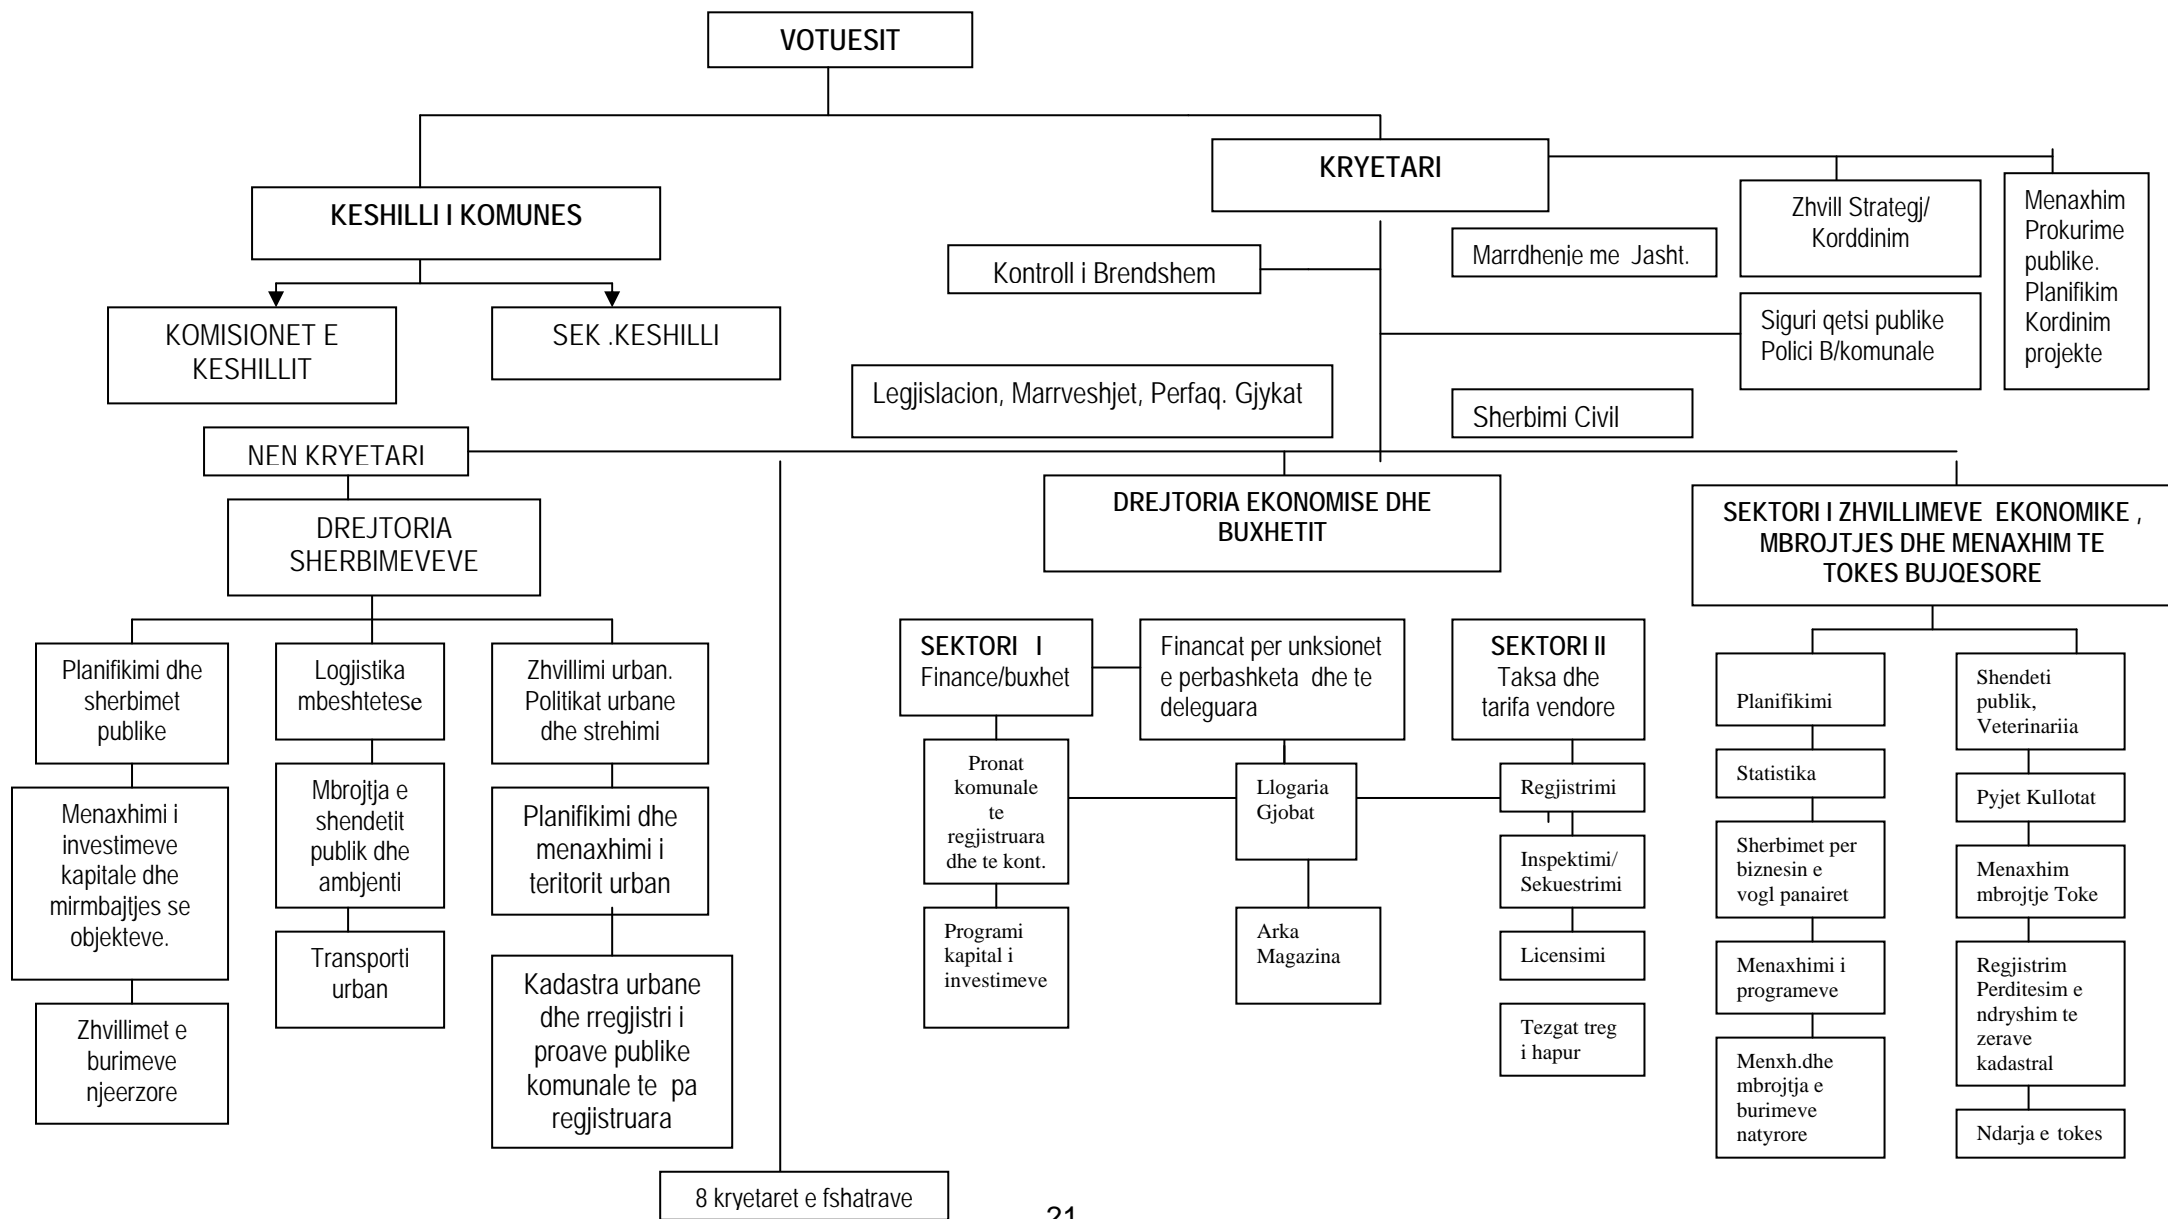 VOTUESIT
KRYETARI
KESHILLI I KOMUNES
Zhvill Strategj/
Korddinim
Menaxhim
Prokurime
publike.
Planifikim
Kordinim
projekte
Marrdhenie me Jasht.
Kontroll i Brendshem
KOMISIONET E
KESHILLIT
SEK .KESHILLI
Siguri qetsi publike
Polici B/komunale
Legjislacion, Marrveshjet, Perfaq. Gjykat
Sherbimi Civil
NEN KRYETARI
DREJTORIA
SHERBIMEVEVE
DREJTORIA EKONOMISE DHE
BUXHETIT
SEKTORI I ZHVILLIMEVE EKONOMIKE ,
MBROJTJES DHE MENAXHIM TE
TOKES BUJQESORE
Planifikimi dhe
sherbimet
publike
Logjistika
mbeshtetese
Zhvillimi urban.
Politikat urbane
dhe strehimi
Menaxhimi i
investimeve
kapitale dhe
mirmbajtjes se
objekteve.
Mbrojtja e
shendetit
publik dhe
ambjenti
Planifikimi dhe
menaxhimi i
teritorit urban
Zhvillimet e
burimeve
njeerzore
Transporti
urban
Kadastra urbane
dhe rregjistri i
proave publike
komunale te pa
regjistruara
SEKTORI I
Finance/buxhet
Financat per unksionet
e perbashketa dhe te
deleguara
SEKTORI II
Taksa dhe
tarifa vendore
Pronat
komunale
te
regjistruara
dhe te kont.
Llogaria
Gjobat
Regjistrimi
Inspektimi/
Sekuestrimi
Programi
kapital i
investimeve
Arka
Magazina
Licensimi
Tezgat treg
i hapur
Planifikimi
Statistika
Sherbimet per
biznesin e
vogl panairet
Menaxhimi i
programeve
Menxh.dhe
mbrojtja e
burimeve
natyrore
Shendeti
publik,
Veterinariia
Pyjet Kullotat
Menaxhim
mbrojtje Toke
Regjistrim
Perditesim e
ndryshim te
zerave
kadastral
Ndarja e tokes
8 kryetaret e fshatrave
21